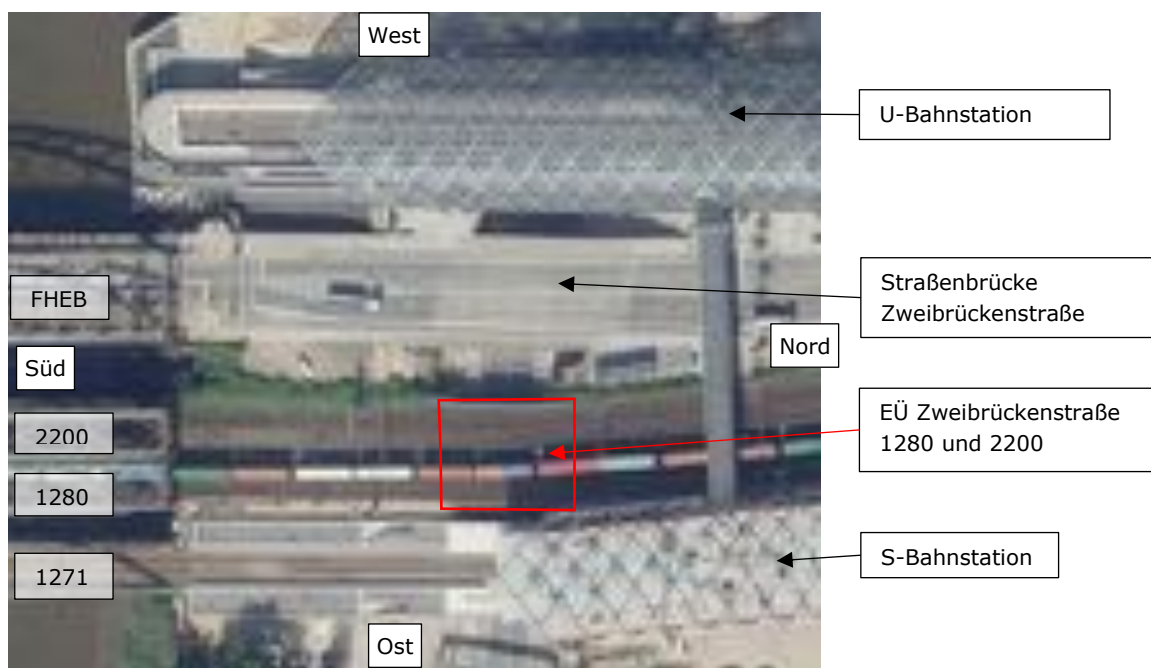 West
U-Bahnstation
FHEB
Straßenbrücke
Zweibrückenstraße
Süd
Nord
2200
EÜ Zweibrückenstraße
1280 und 2200
1280
1271
S-Bahnstation
Ost